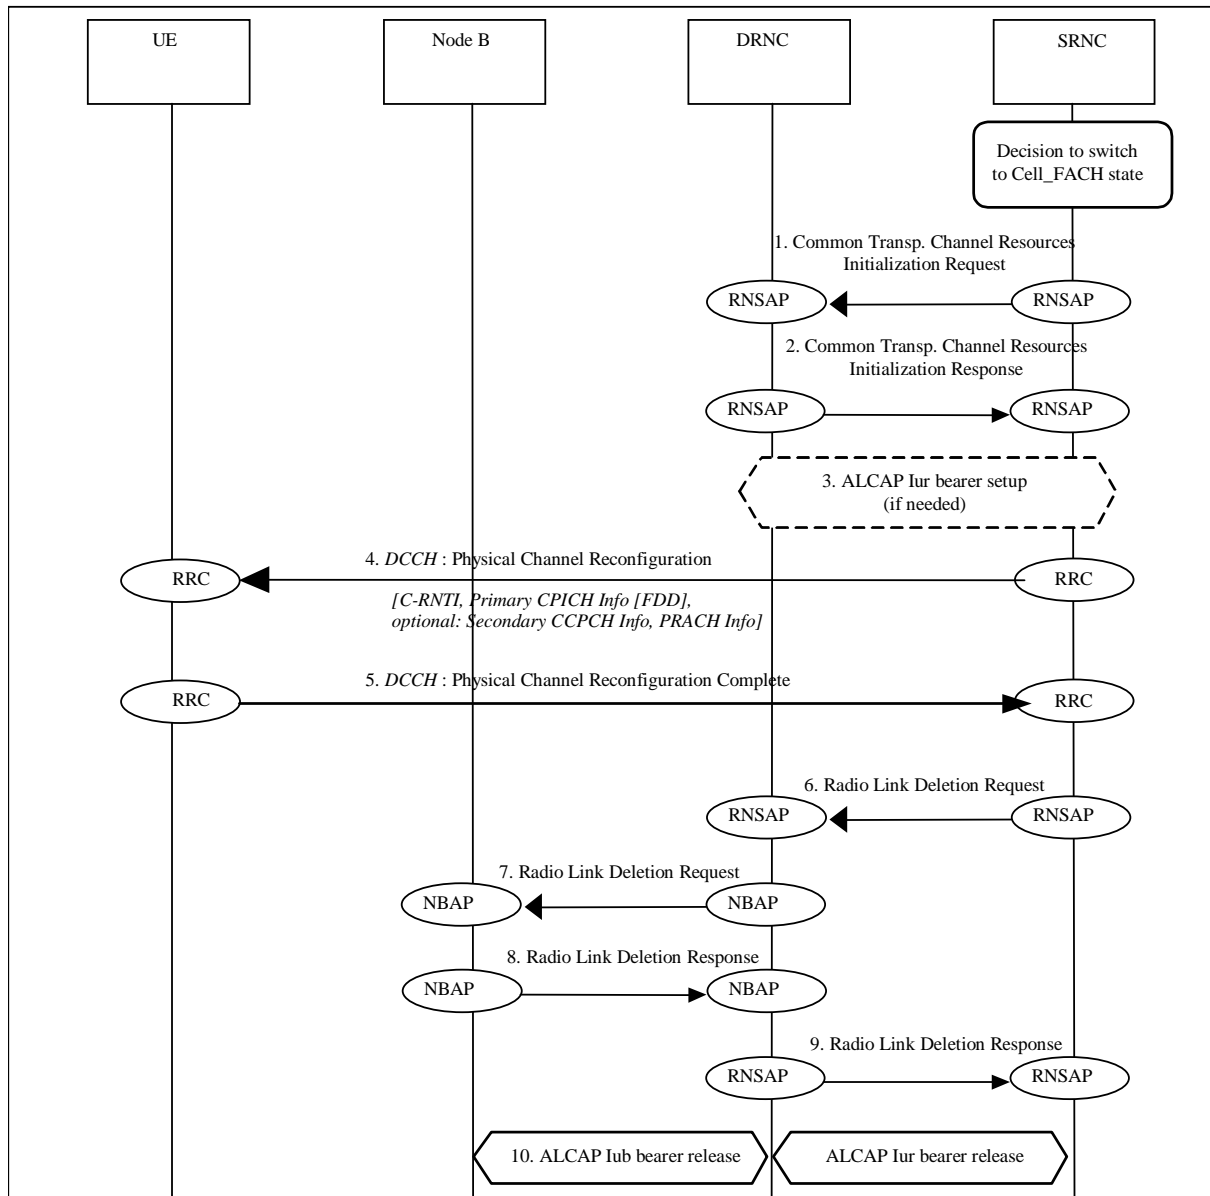 UE
Node B
DRNC
SRNC
Decision to switch
to Cell_FACH state
1. Common Transp. Channel Resources
Initialization Request
RNSAP
RNSAP
2. Common Transp. Channel Resources
Initialization Response
RNSAP
RNSAP
3. ALCAP Iur bearer setup
(if needed)
4. DCCH : Physical Channel Reconfiguration
RRC
RRC
[C-RNTI, Primary CPICH Info [FDD],
optional: Secondary CCPCH Info, PRACH Info]
5. DCCH : Physical Channel Reconfiguration Complete
RRC
RRC
6. Radio Link Deletion Request
RNSAP
RNSAP
7. Radio Link Deletion Request
NBAP
NBAP
8. Radio Link Deletion Response
NBAP
NBAP
9. Radio Link Deletion Response
RNSAP
RNSAP
10. ALCAP Iub bearer release
ALCAP Iur bearer release